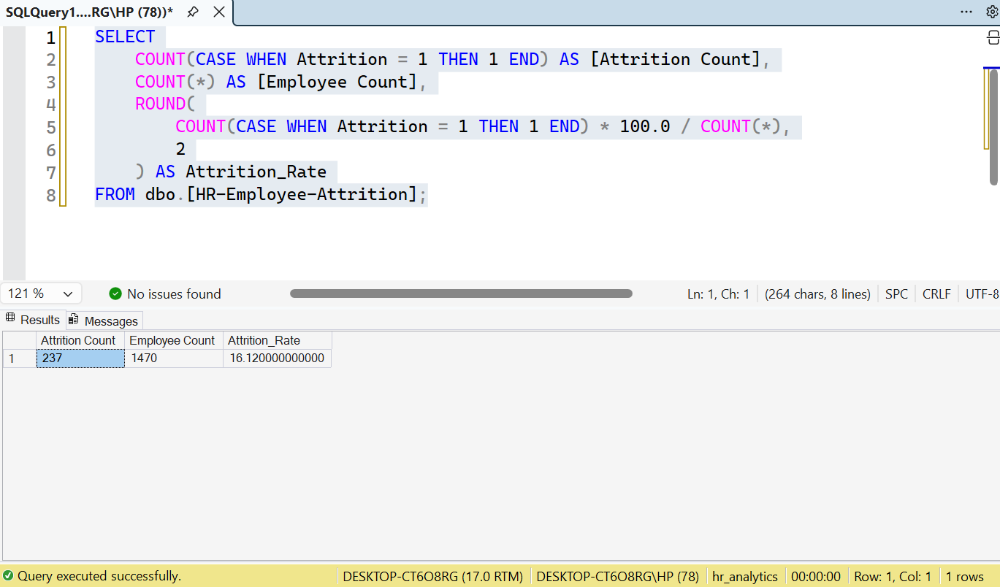 SQLQuery1....RG\HP (78))*
1 SELECT
2 COUNT(CASE WHEN Attrition = 1 THEN 1 END) AS [Attrition Count],
3 COUNT(*) AS [Employee Count],
4 ROUND(
5 COUNT(CASE WHEN Attrition = 1 THEN 1 END) * 100.0 / COUNT(*),
6 2
7 ) AS Attrition_Rate
8 FROM dbo.[HR-Employee-Attrition];
121 % No issues found Ln: 1, Ch: 1 (264 chars, 8 lines) SPC CRLF UTF-8
Results Messages
Attrition Count Employee Count Attrition_Rate
1 237 1470 16.120000000000
Query executed successfully. DESKTOP-CT6O8RG (17.0 RTM) DESKTOP-CT6O8RG\HP (78) hr_analytics 00:00:00 Row: 1, Col: 1 1 rows